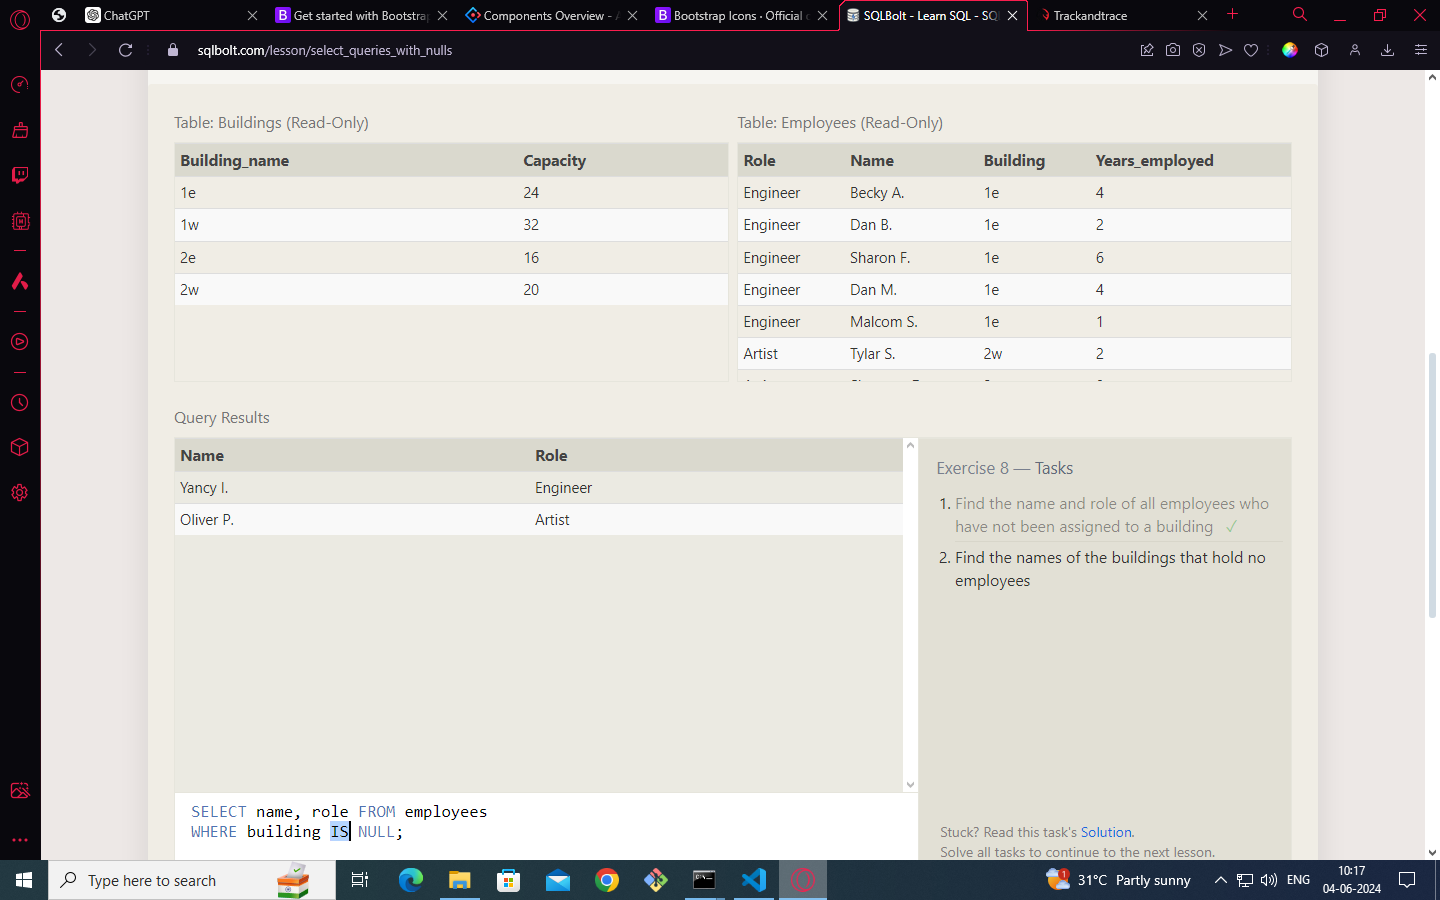 ChatGPT
Get started with Bootstrap
Components Overview -
Bootstrap Icons · Official
SQLBolt - Learn SQL - SQ
Trackandtrace
sqlbolt.com/lesson/select_queries_with_nulls
Table: Buildings (Read-Only)
Building_name Capacity
1e 24
1w 32
2e 16
2w 20
Table: Employees (Read-Only)
Role Name Building Years_employed
Engineer Becky A. 1e 4
Engineer Dan B. 1e 2
Engineer Sharon F. 1e 6
Engineer Dan M. 1e 4
Engineer Malcom S. 1e 1
Artist Tylar S. 2w 2
Query Results
Name Role
Yancy I. Engineer
Oliver P. Artist
Exercise 8 — Tasks
1. Find the name and role of all employees who
have not been assigned to a building ✓
2. Find the names of the buildings that hold no
employees
SELECT name, role FROM employees
WHERE building IS NULL;
Stuck? Read this task's Solution.
Solve all tasks to continue to the next lesson.
Type here to search
1
31°C Partly sunny
ENG
10:17
04-06-2024